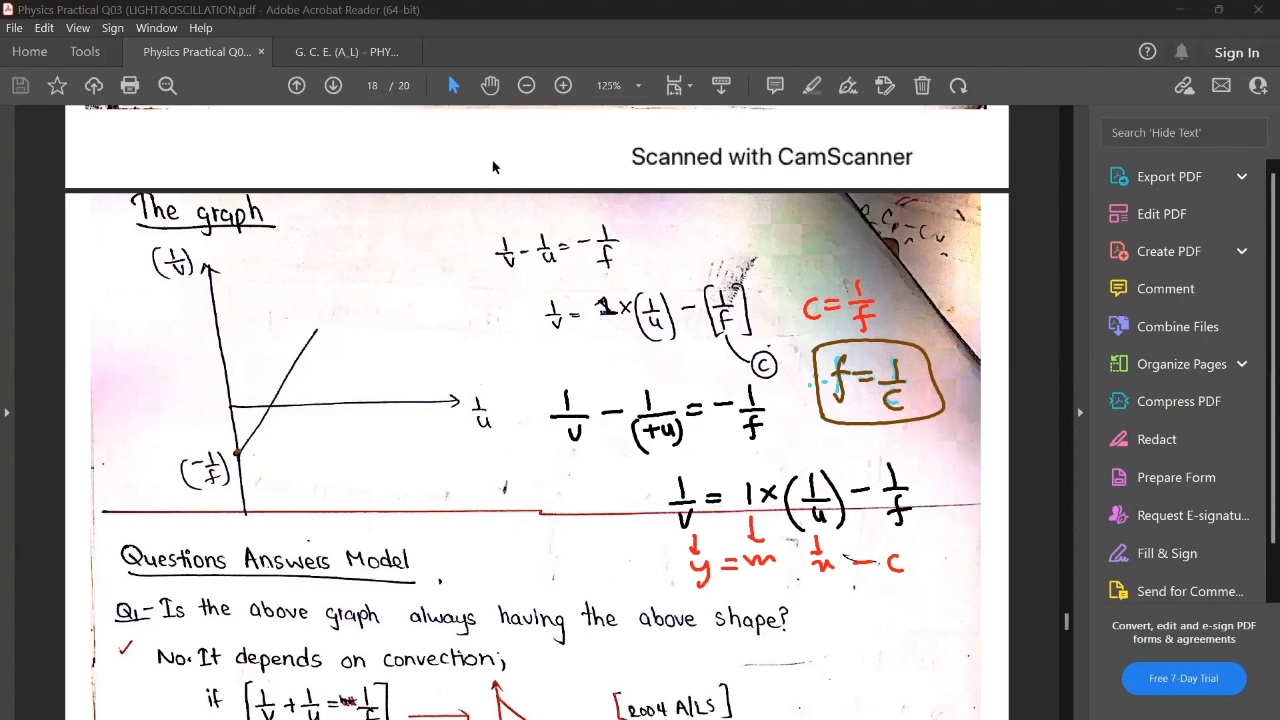 Physics Practical Q03 (LIGHT&OSCILLATION.pdf - Adobe Acrobat Reader (64-bit)
File Edit View Sign Window Help
Home Tools Physics Practical Q0... × G. C. E. (A_L) - PHY... Sign In
18 / 20 125%
Scanned with CamScanner
Search 'Hide Text'
Export PDF
Edit PDF
Create PDF
Comment
Combine Files
Organize Pages
Compress PDF
Redact
Prepare Form
Request E-signatu...
Fill & Sign
Send for Comme...
Convert, edit and e-sign PDF
forms & agreements
Free 7-Day Trial
The graph
(1/v)
1/u
(-1/f)
1/v - 1/u = - 1/f
1/v = 1 × (1/u) - [1/f]
c
c = 1/f
f = 1/c
1/v - 1/(+u) = - 1/f
1/v = 1 × (1/u) - 1/f
y = m x - c
Questions Answers Model
Q1- Is the above graph always having the above shape?
No. It depends on convection;
if [1/v + 1/u = 1/f]
[2004 A/LS]